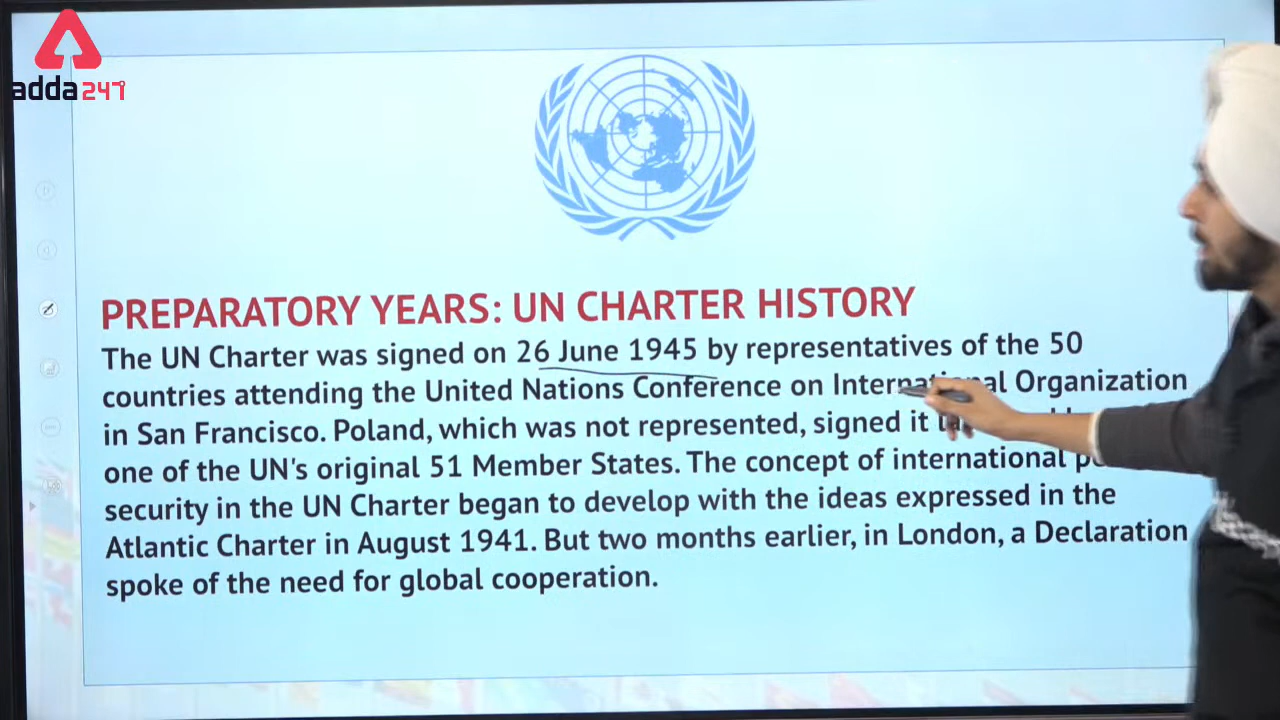 adda247
PREPARATORY YEARS: UN CHARTER HISTORY
The UN Charter was signed on 26 June 1945 by representatives of the 50
countries attending the United Nations Conference on International Organization
in San Francisco. Poland, which was not represented, signed it
one of the UN's original 51 Member States. The concept of international
security in the UN Charter began to develop with the ideas expressed in the
Atlantic Charter in August 1941. But two months earlier, in London, a Declaration
spoke of the need for global cooperation.